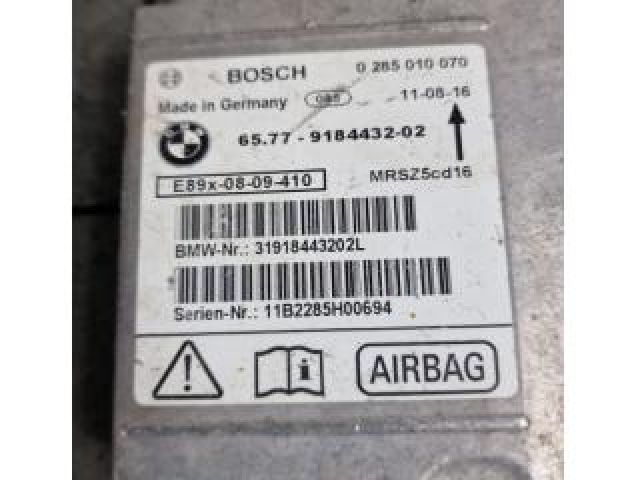 BOSCH 0 285 010 070
Made in Germany 11-08-16
65.77 - 9184432-02
E89x-08-09-410 MRSZ5cd16
BMW-Nr.: 31918443202L
Serien-Nr.: 11B2285H00694
AIRBAG